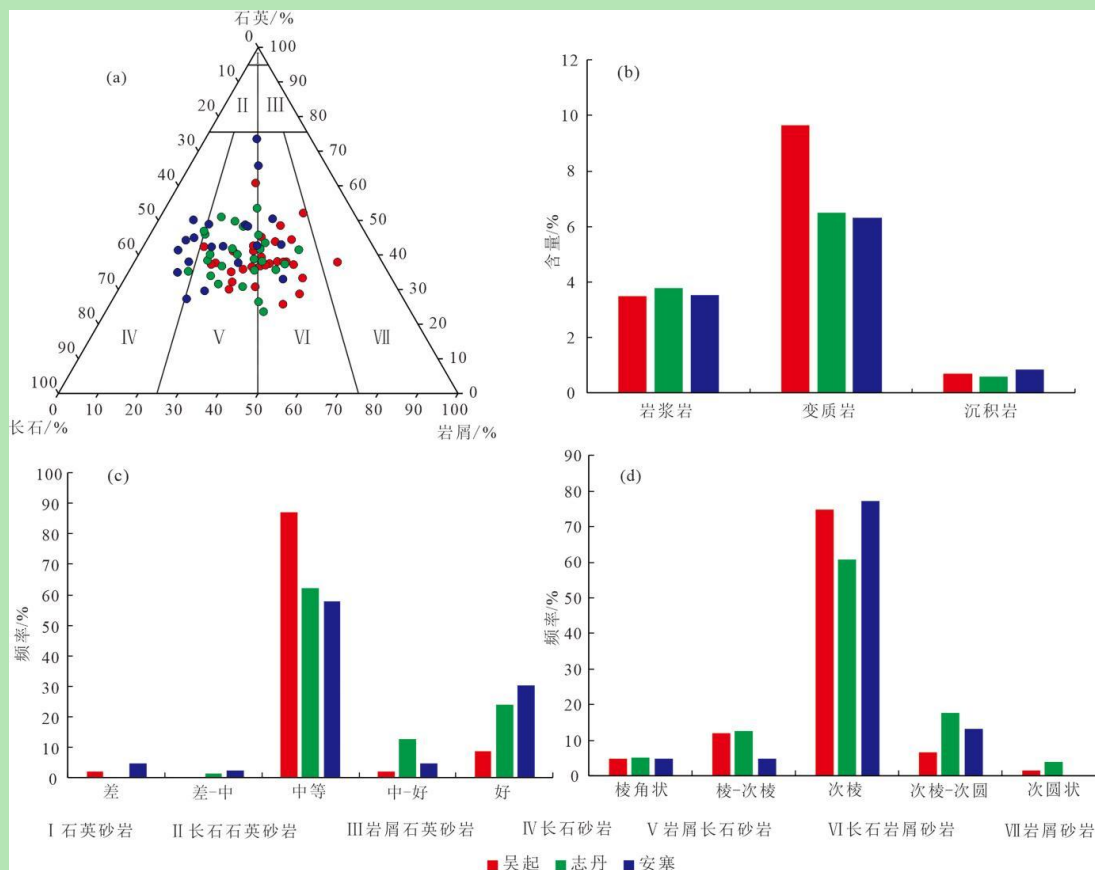 石英/%
0
100
(a)
10
90
20
80
30
70
40
60
50
50
60
40
70
30
80
20
90
10
100
0
II
III
IV
V
VI
VII
0 10 20 30 40 50 60 70 80 90 100
长石/%
岩屑/%
(b)
含量/%
12
10
8
6
4
2
0
岩浆岩 变质岩 沉积岩
(c)
频率/%
100
90
80
70
60
50
40
30
20
10
0
差 差-中 中等 中-好 好
(d)
频率/%
90
80
70
60
50
40
30
20
10
0
棱角状 棱-次棱 次棱 次棱-次圆 次圆状
I 石英砂岩 II长石石英砂岩 III岩屑石英砂岩 IV长石砂岩 V 岩屑长石砂岩 VI长石岩屑砂岩 VII岩屑砂岩
吴起 志丹 安塞